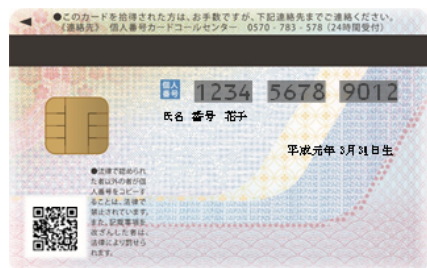 ●このカードを拾得された方は、お手数ですが、下記連絡先までご連絡ください。
〈連絡先〉 個人番号カードコールセンター 0570-783-578(24時間受付)
個人番号 1234 5678 9012
氏名 番号 花子
平成元年 3月31日生
●法律で認められ
た者以外の者が個
人番号をコピーす
ることは、法律で
禁止されています。
また、記載事項を
改ざんした者は、
法律により罰せら
れます。